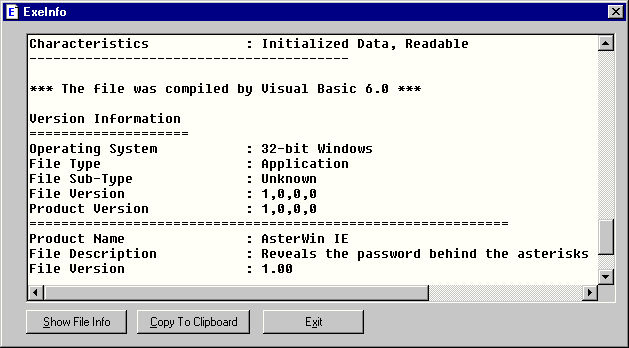 ExeInfo
Characteristics : Initialized Data, Readable
----------------------------------------
*** The file was compiled by Visual Basic 6.0 ***
Version Information
====================
Operating System : 32-bit Windows
File Type : Application
File Sub-Type : Unknown
File Version : 1,0,0,0
Product Version : 1,0,0,0
============================================================
Product Name : AsterWin IE
File Description : Reveals the password behind the asterisks
File Version : 1.00
Show File Info Copy To Clipboard Exit